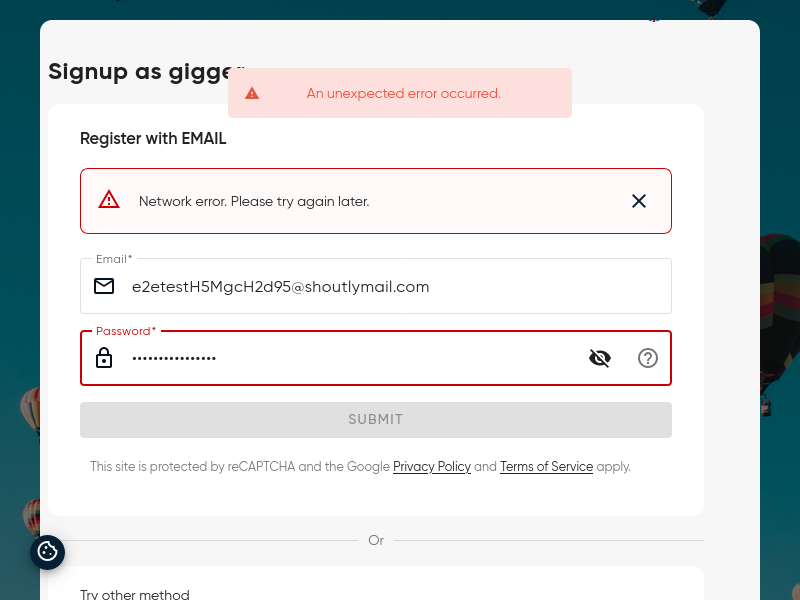 Signup as gigger
An unexpected error occurred.
Register with EMAIL
Network error. Please try again later.
Email*
e2etestH5MgcH2d95@shoutlymail.com
Password*
••••••••••••••••
SUBMIT
This site is protected by reCAPTCHA and the Google Privacy Policy and Terms of Service apply.
Or
Try other method